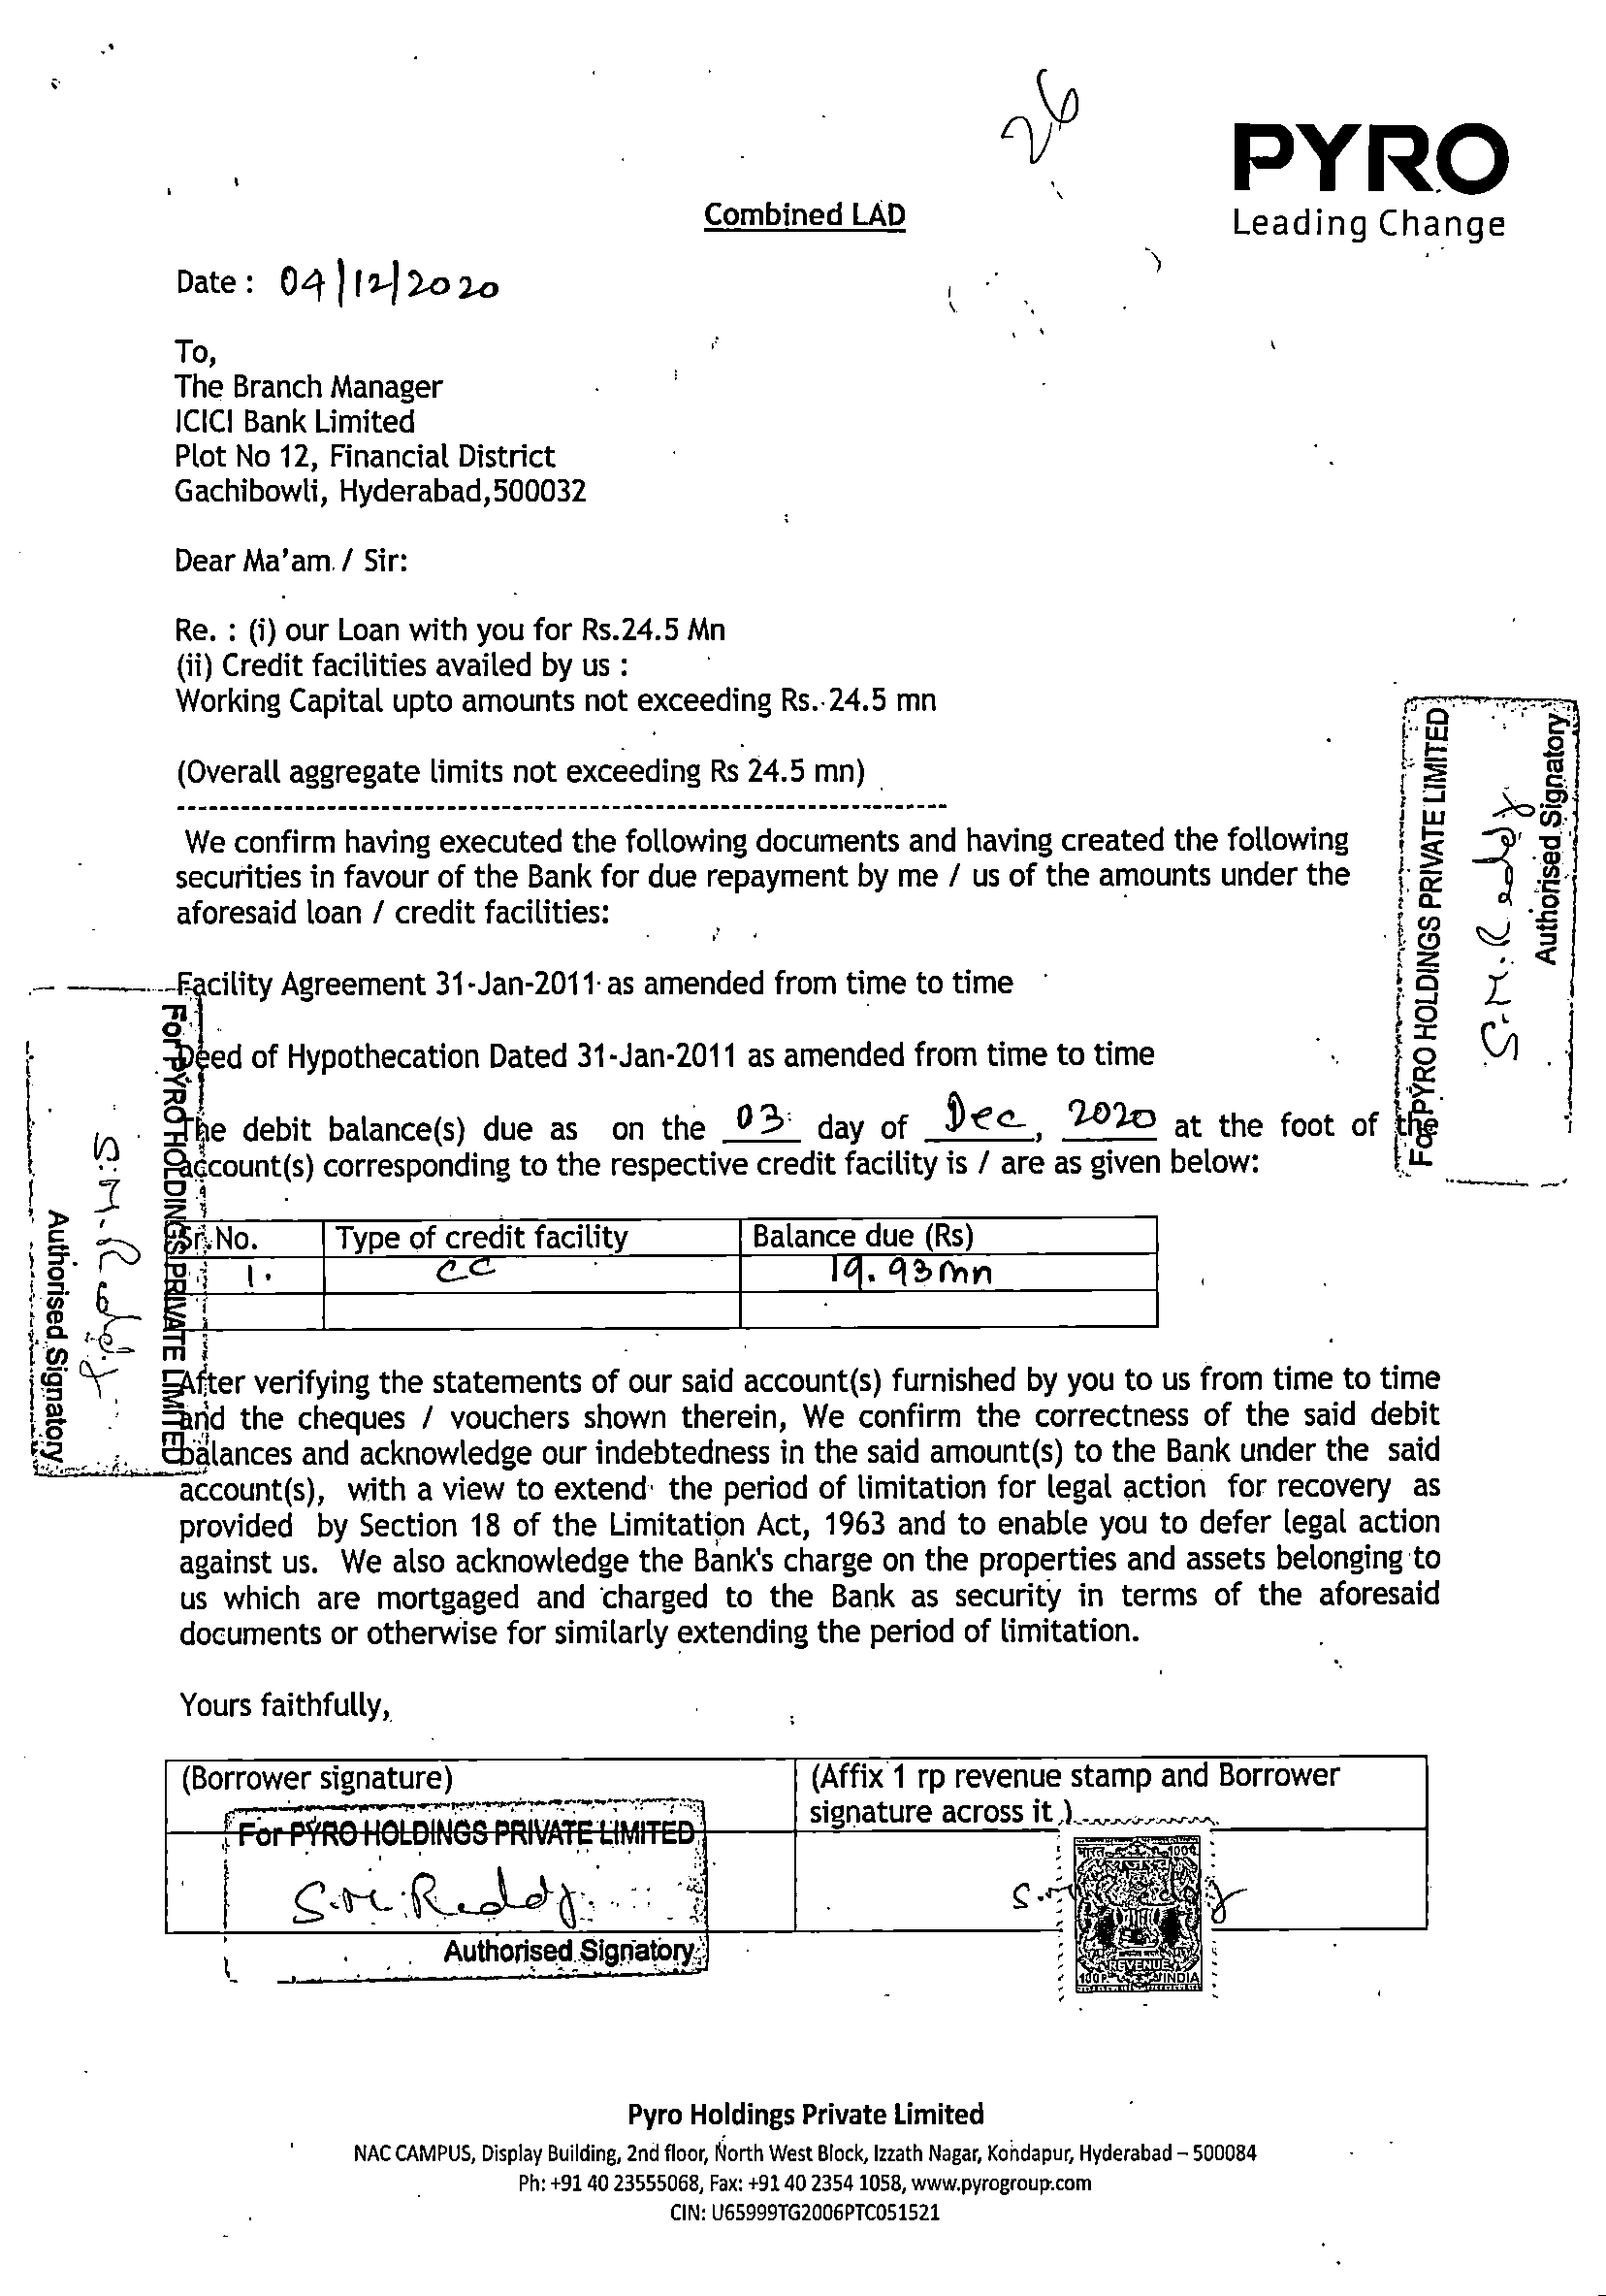 26
PYRO
Leading Change
Combined LAD
Date : 04/12/2020
To,
The Branch Manager
ICICI Bank Limited
Plot No 12, Financial District
Gachibowli, Hyderabad,500032
Dear Ma'am / Sir:
Re. : (i) our Loan with you for Rs.24.5 Mn
(ii) Credit facilities availed by us :
Working Capital upto amounts not exceeding Rs. 24.5 mn
(Overall aggregate limits not exceeding Rs 24.5 mn)
We confirm having executed the following documents and having created the following
securities in favour of the Bank for due repayment by me / us of the amounts under the
aforesaid loan / credit facilities:
For PYRO HOLDINGS PRIVATE LIMITED
S.M.Reddy
Authorised Signatory
Facility Agreement 31-Jan-2011 as amended from time to time
Deed of Hypothecation Dated 31-Jan-2011 as amended from time to time
The debit balance(s) due as on the 03 day of Dec, 2020 at the foot of the
account(s) corresponding to the respective credit facility is / are as given below:
For PYRO HOLDINGS PRIVATE LIMITED
S.M.Reddy
Authorised Signatory
Sr. No. Type of credit facility Balance due (Rs)
1. CC 19.93mn
After verifying the statements of our said account(s) furnished by you to us from time to time
and the cheques / vouchers shown therein, We confirm the correctness of the said debit
balances and acknowledge our indebtedness in the said amount(s) to the Bank under the said
account(s), with a view to extend the period of limitation for legal action for recovery as
provided by Section 18 of the Limitation Act, 1963 and to enable you to defer legal action
against us. We also acknowledge the Bank's charge on the properties and assets belonging to
us which are mortgaged and charged to the Bank as security in terms of the aforesaid
documents or otherwise for similarly extending the period of limitation.
Yours faithfully,
(Borrower signature) (Affix 1 rp revenue stamp and Borrower
signature across it )
For PYRO HOLDINGS PRIVATE LIMITED
S.M.Reddy
Authorised Signatory
भारत 100P.
REVENUE
100P. INDIA
Pyro Holdings Private Limited
NAC CAMPUS, Display Building, 2nd floor, North West Block, Izzath Nagar, Kondapur, Hyderabad – 500084
Ph: +91 40 23555068, Fax: +91 40 2354 1058, www.pyrogroup.com
CIN: U65999TG2006PTC051521